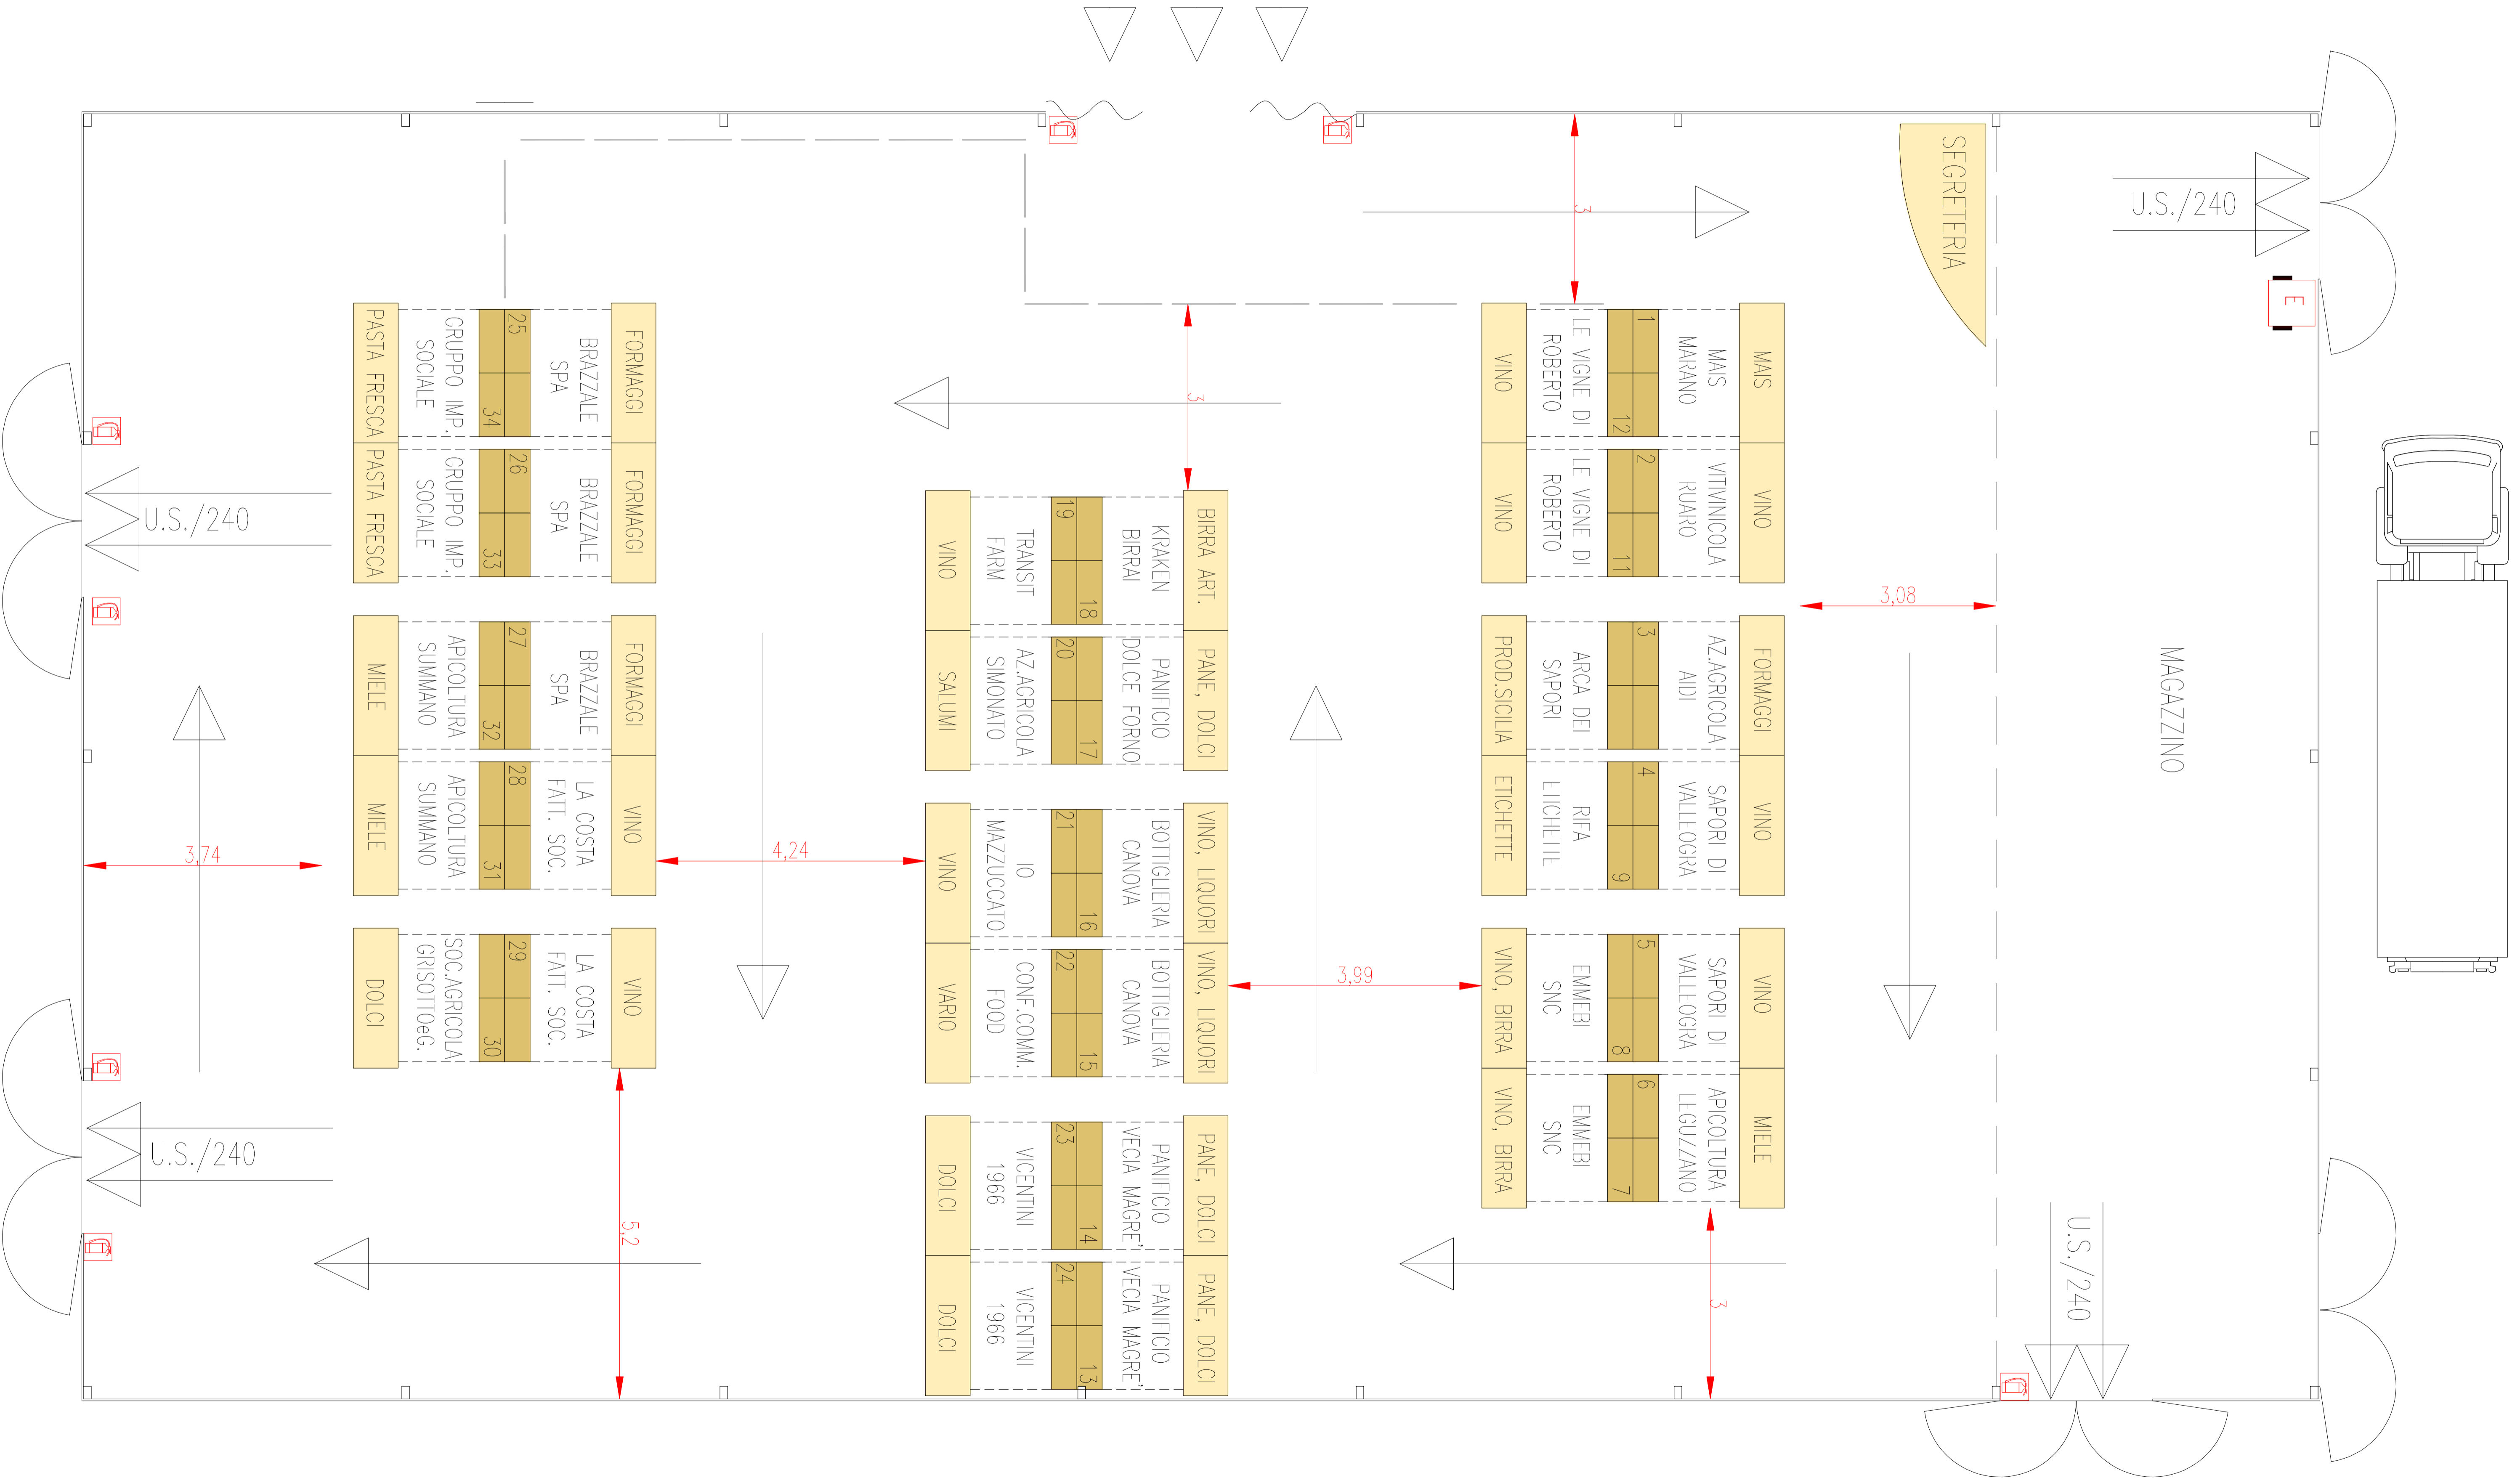 SEGRETERIA
U.S./240
E
3
3
PASTA FRESCA
GRUPPO IMP.
SOCIALE
25
34
BRAZZALE
SPA
FORMAGGI
PASTA FRESCA
GRUPPO IMP.
SOCIALE
26
33
BRAZZALE
SPA
FORMAGGI
MIELE
APICOLTURA
SUMMANO
27
32
BRAZZALE
SPA
FORMAGGI
MIELE
APICOLTURA
SUMMANO
28
31
LA COSTA
FATT. SOC.
VINO
DOLCI
SOC.AGRICOLA
GRISOTTOeG.
29
30
LA COSTA
FATT. SOC.
VINO
U.S./240
U.S./240
3,74
4,24
5,2
VINO
TRANSIT
FARM
19
18
KRAKEN
BIRRAI
BIRRA ART.
SALUMI
AZ.AGRICOLA
SIMONATO
20
17
PANIFICIO
DOLCE FORNO
PANE, DOLCI
VINO
IO
MAZZUCCATO
21
16
BOTTIGLIERIA
CANOVA
VINO, LIQUORI
VARIO
CONF.COMM.
FOOD
22
15
BOTTIGLIERIA
CANOVA
VINO, LIQUORI
DOLCI
VICENTINI
1966
23
14
PANIFICIO
VECIA MAGRE'
PANE, DOLCI
DOLCI
VICENTINI
1966
24
13
PANIFICIO
VECIA MAGRE'
PANE, DOLCI
3,99
VINO
LE VIGNE DI
ROBERTO
1
12
MAIS
MARANO
MAIS
VINO
LE VIGNE DI
ROBERTO
2
11
VITIVINICOLA
RUARO
VINO
PROD.SICILIA
ARCA DEI
SAPORI
3
AZ.AGRICOLA
AIDI
FORMAGGI
ETICHETTE
RIFA
ETICHETTE
4
9
SAPORI DI
VALLEOGRA
VINO
VINO, BIRRA
EMMEBI
SNC
5
8
SAPORI DI
VALLEOGRA
VINO
VINO, BIRRA
EMMEBI
SNC
6
7
APICOLTURA
LEGUZZANO
MIELE
3,08
3
MAGAZZINO
U.S./240